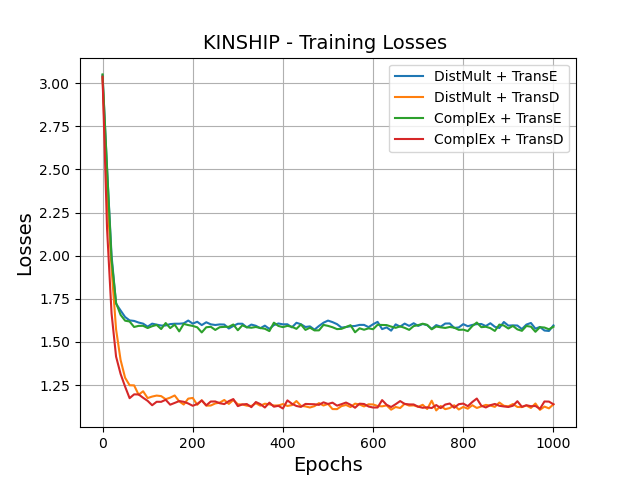 KINSHIP - Training Losses
DistMult + TransE
DistMult + TransD
ComplEx + TransE
ComplEx + TransD
Losses
3.00
2.75
2.50
2.25
2.00
1.75
1.50
1.25
0 200 400 600 800 1000
Epochs